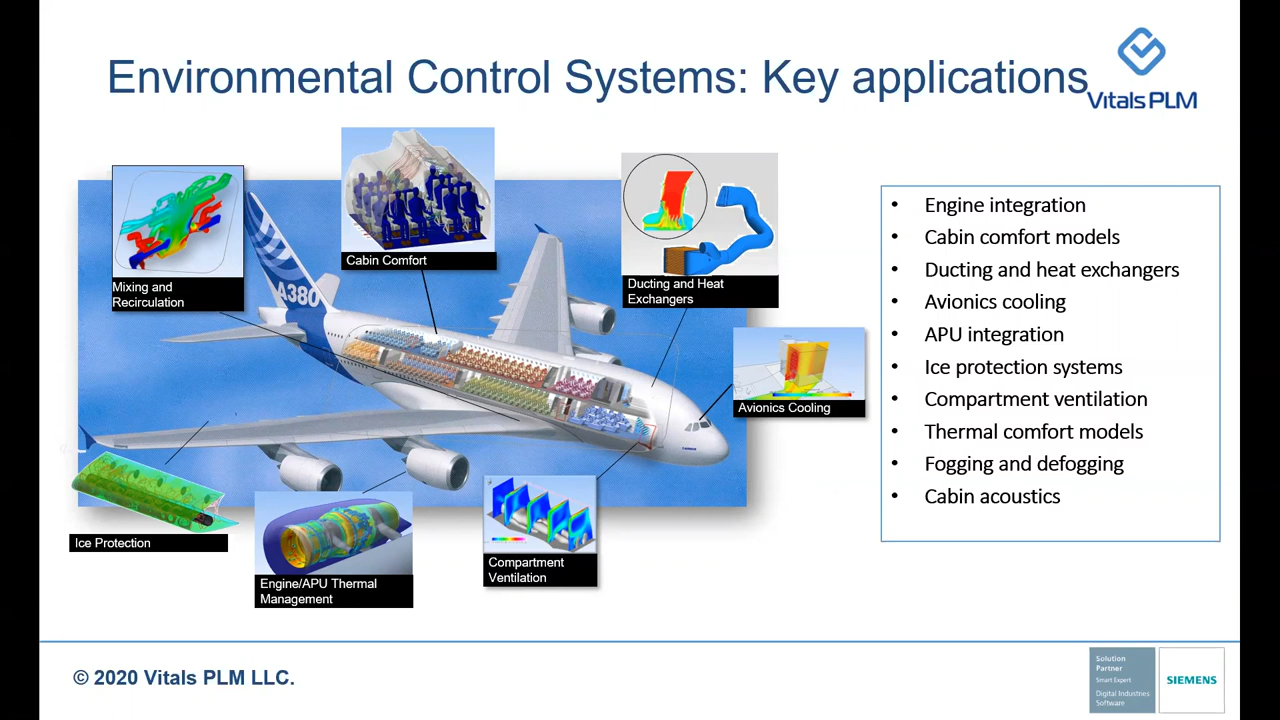 Environmental Control Systems: Key applications
Vitals PLM
Mixing and
Recirculation
Cabin Comfort
Ducting and Heat
Exchangers
A380
Avionics Cooling
Ice Protection
Engine/APU Thermal
Management
Compartment
Ventilation
• Engine integration
• Cabin comfort models
• Ducting and heat exchangers
• Avionics cooling
• APU integration
• Ice protection systems
• Compartment ventilation
• Thermal comfort models
• Fogging and defogging
• Cabin acoustics
© 2020 Vitals PLM LLC.
Solution
Partner
Smart Expert
Digital Industries
Software
SIEMENS